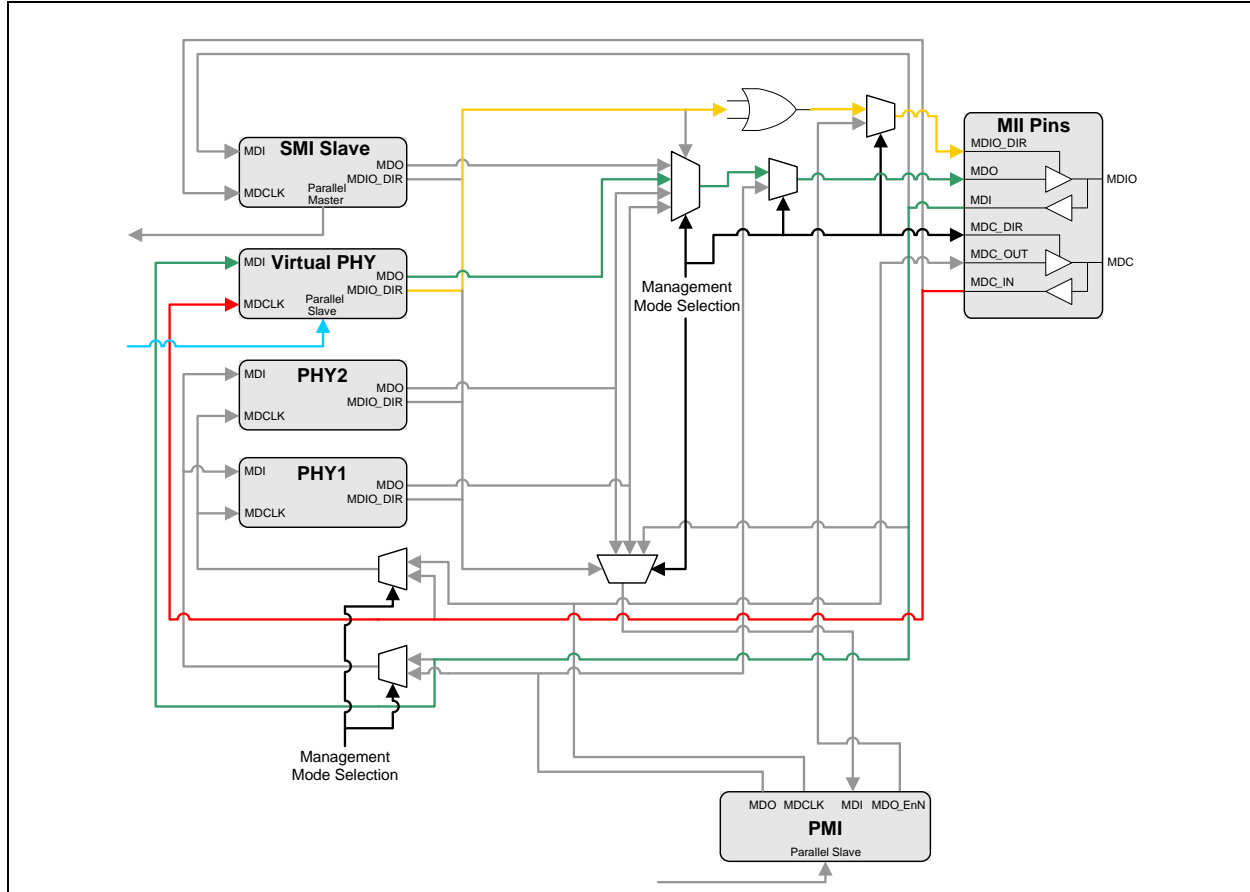 MII Pins
MDIO_DIR
MDO
MDI
MDC_DIR
MDC_OUT
MDC_IN
MDIO
MDC
SMI Slave
MDI
MDCLK
MDO
MDIO_DIR
Parallel
Master
Virtual PHY
MDI
MDCLK
MDO
MDIO_DIR
Parallel
Slave
Management
Mode Selection
PHY2
MDI
MDCLK
MDO
MDIO_DIR
PHY1
MDI
MDCLK
MDO
MDIO_DIR
Management
Mode Selection
MDO MDCLK MDI MDO_EnN
PMI
Parallel Slave